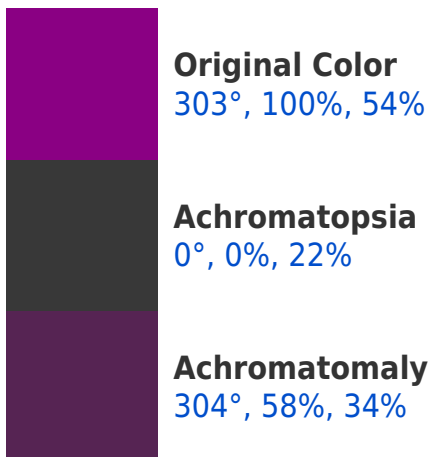 Original Color
303°, 100%, 54%
Achromatopsia
0°, 0%, 22%
Achromatomaly
304°, 58%, 34%